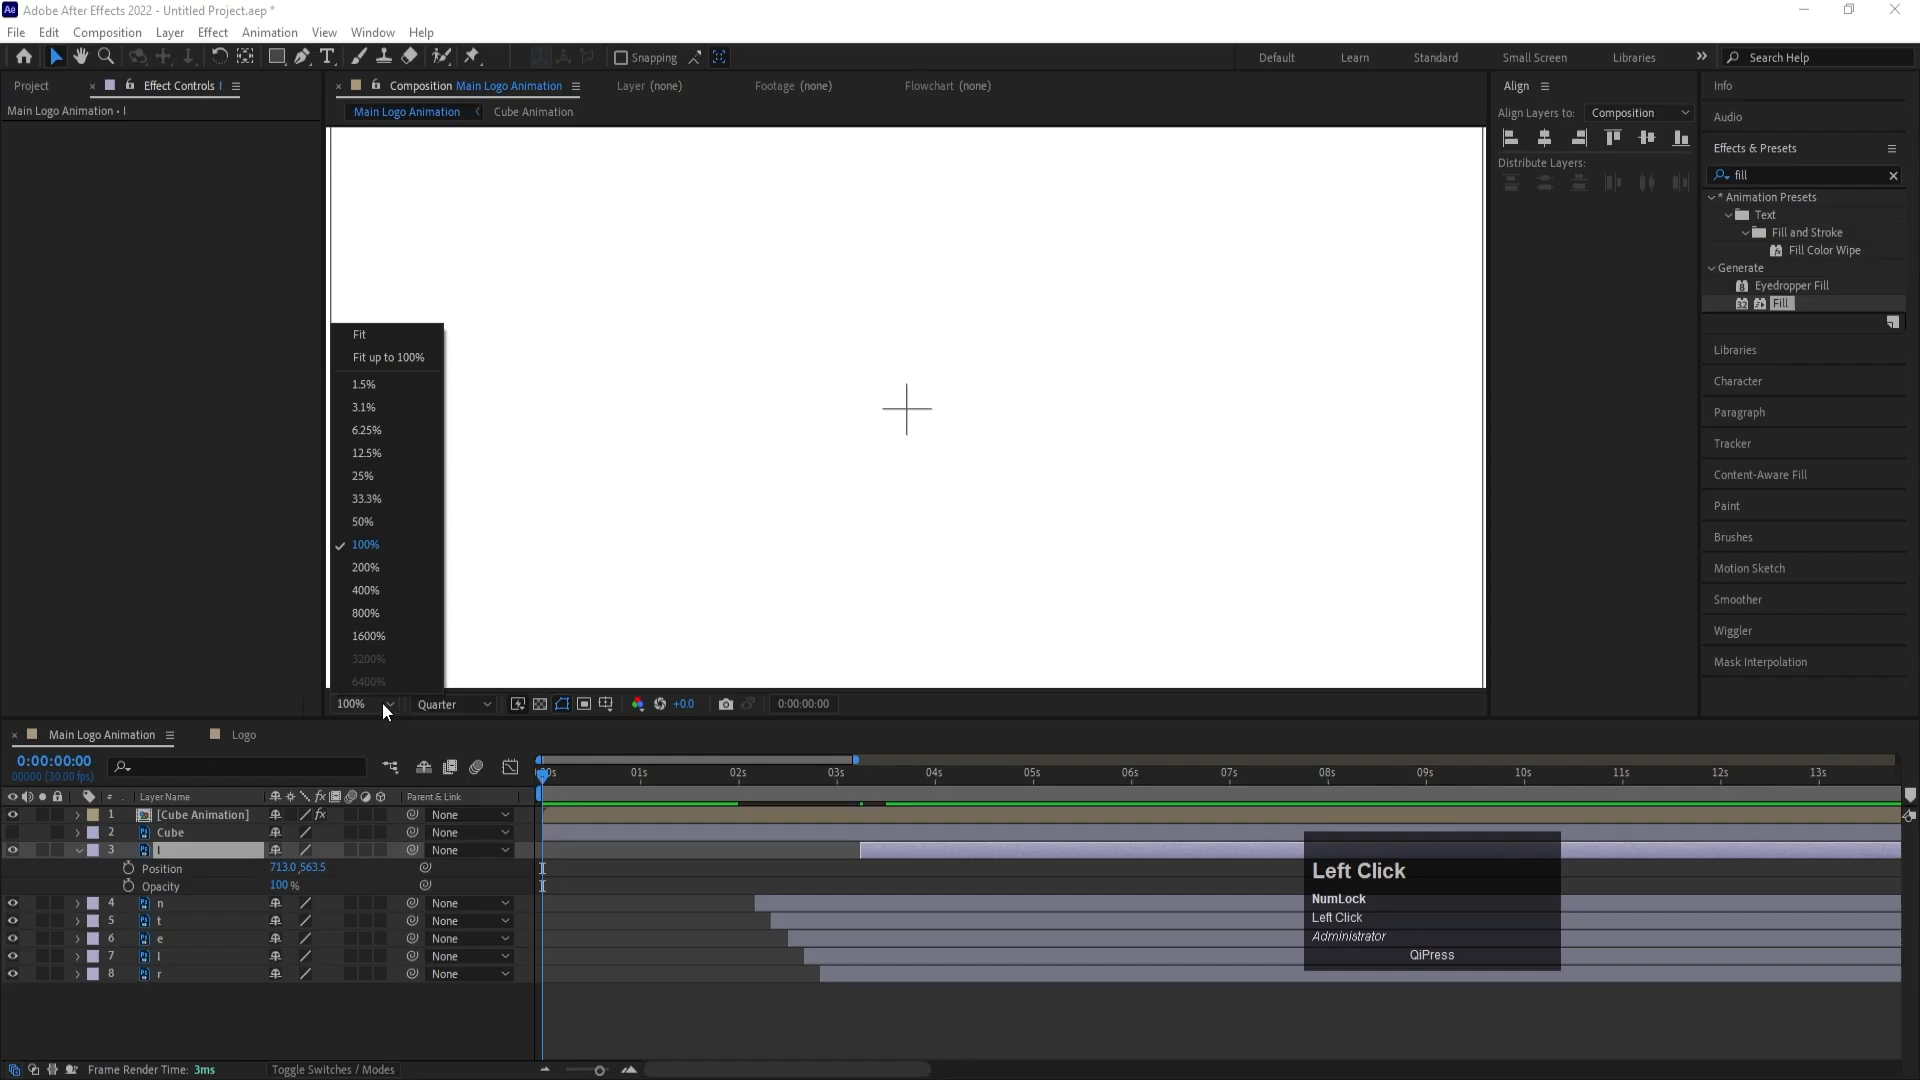 Ae Adobe After Effects 2022 - Untitled Project.aep *
File Edit Composition Layer Effect Animation View Window Help
Snapping Default Learn Standard Small Screen Libraries Search Help
Project Effect Controls l
Main Logo Animation • l
Composition Main Logo Animation Layer (none) Footage (none) Flowchart (none)
Main Logo Animation Cube Animation
Fit
Fit up to 100%
1.5%
3.1%
6.25%
12.5%
25%
33.3%
50%
100%
200%
400%
800%
1600%
3200%
6400%
100% Quarter +0.0 0:00:00:00
Align
Align Layers to: Composition
Distribute Layers:
Info
Audio
Effects & Presets
fill
* Animation Presets
Text
Fill and Stroke
Fill Color Wipe
Generate
Eyedropper Fill
Fill
Libraries
Character
Paragraph
Tracker
Content-Aware Fill
Paint
Brushes
Motion Sketch
Smoother
Wiggler
Mask Interpolation
Main Logo Animation Logo
0:00:00:00
00000 (30.00 fps)
# Layer Name Parent & Link
1 [Cube Animation] None
2 Cube None
3 l None
Position 713.0,563.5
Opacity 100 %
4 n None
5 t None
6 e None
7 l None
8 r None
00s 01s 02s 03s 04s 05s 06s 07s 08s 09s 10s 11s 12s 13s
Left Click
NumLock
Left Click
Administrator
QiPress
Frame Render Time: 3ms Toggle Switches / Modes